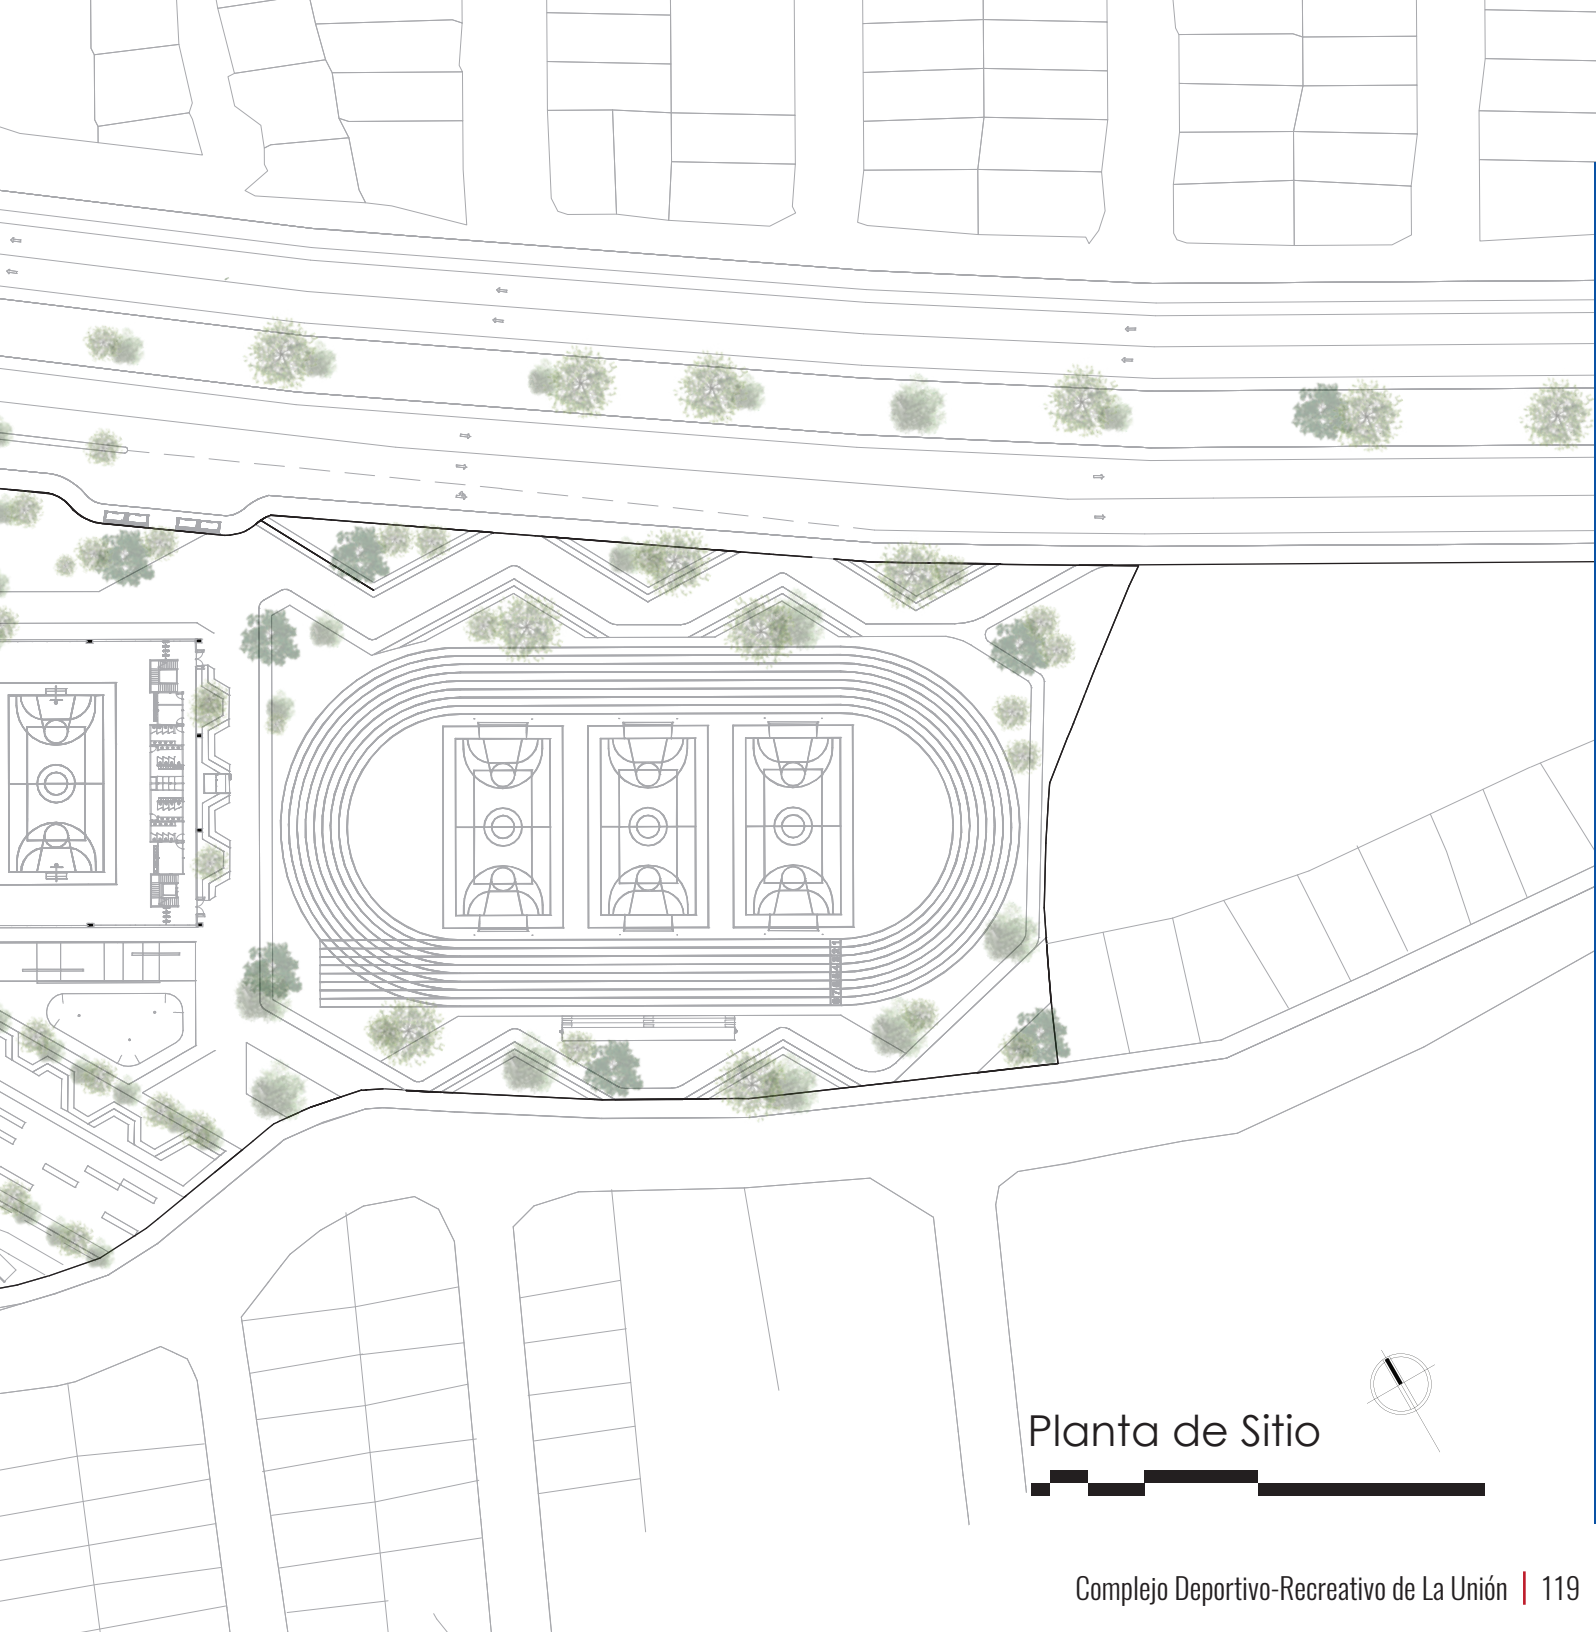 Planta de Sitio
Complejo Deportivo-Recreativo de La Unión | 119